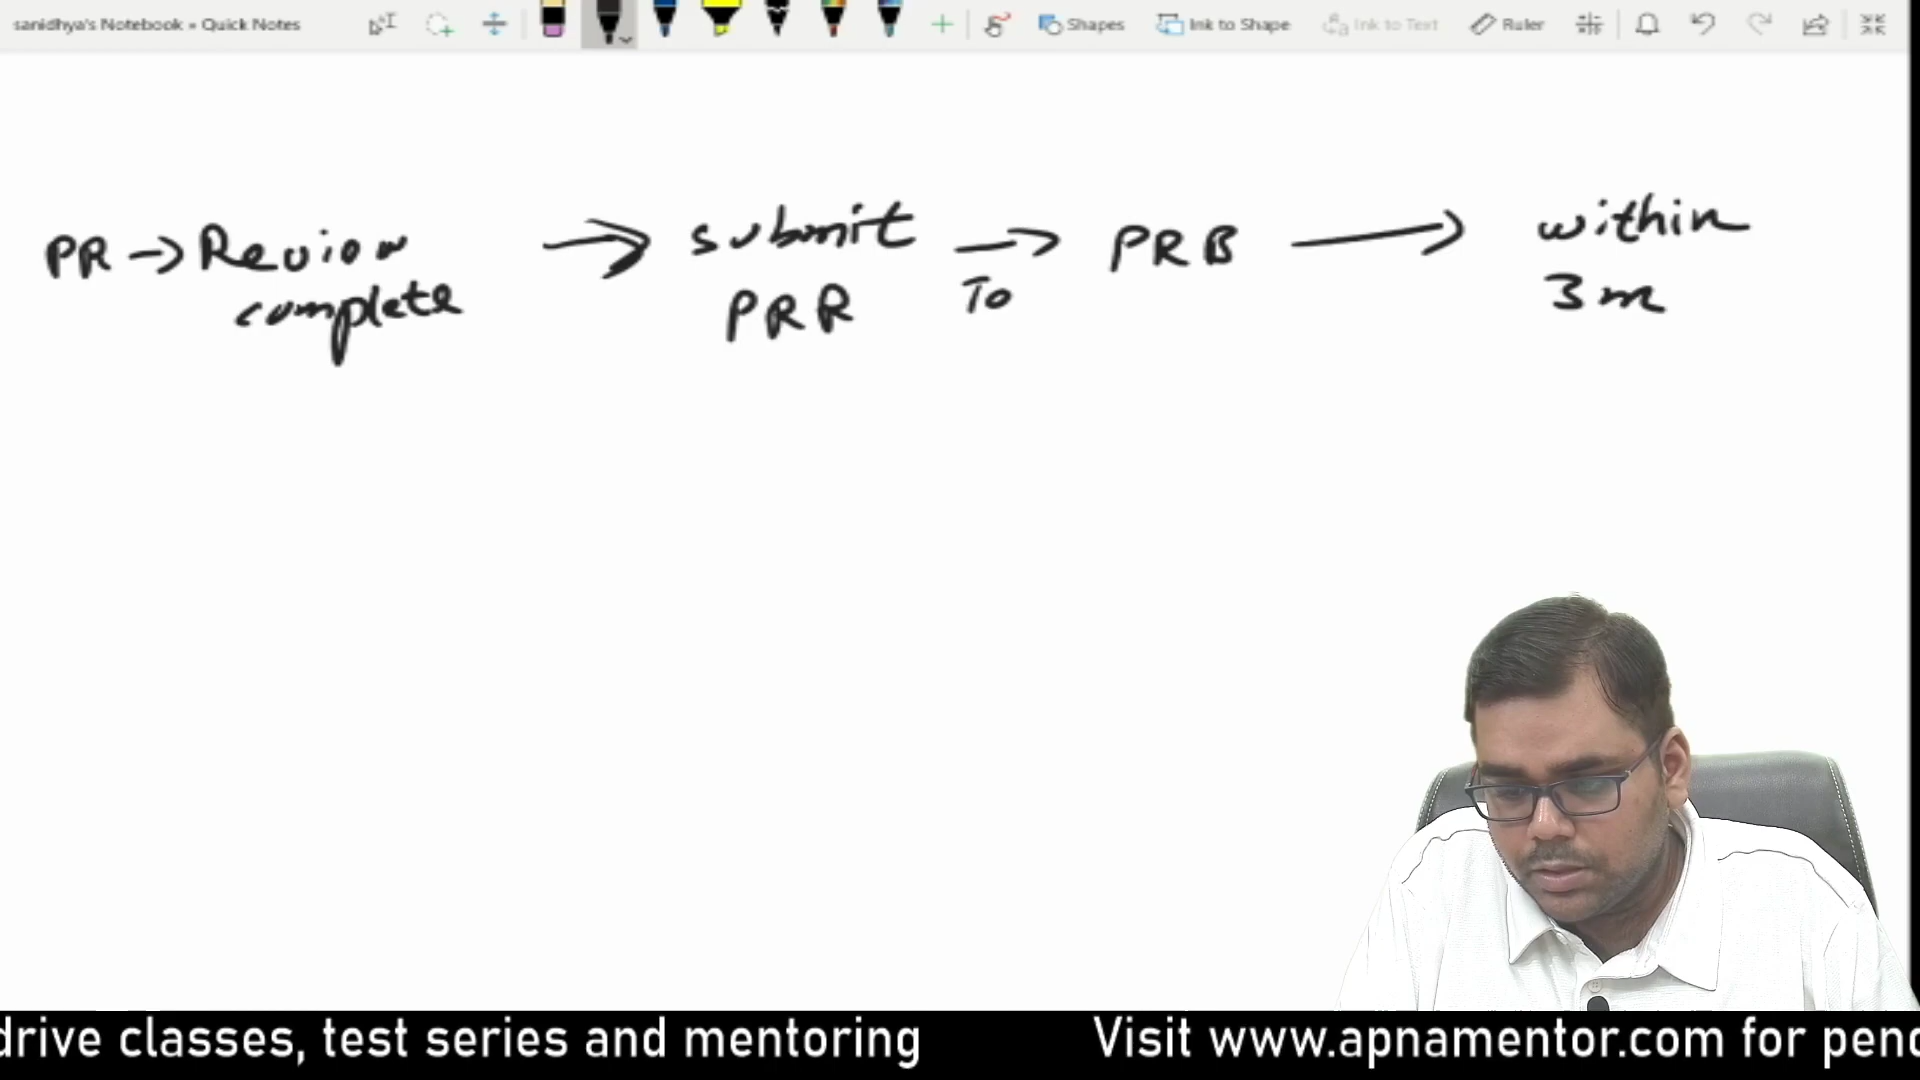 sanidhya's Notebook » Quick Notes
Shapes
Ink to Shape
Ink to Text
Ruler
PR → Review → submit → PRB → within
complete PRR To 3m
drive classes, test series and mentoring Visit www.apnamentor.com for pend